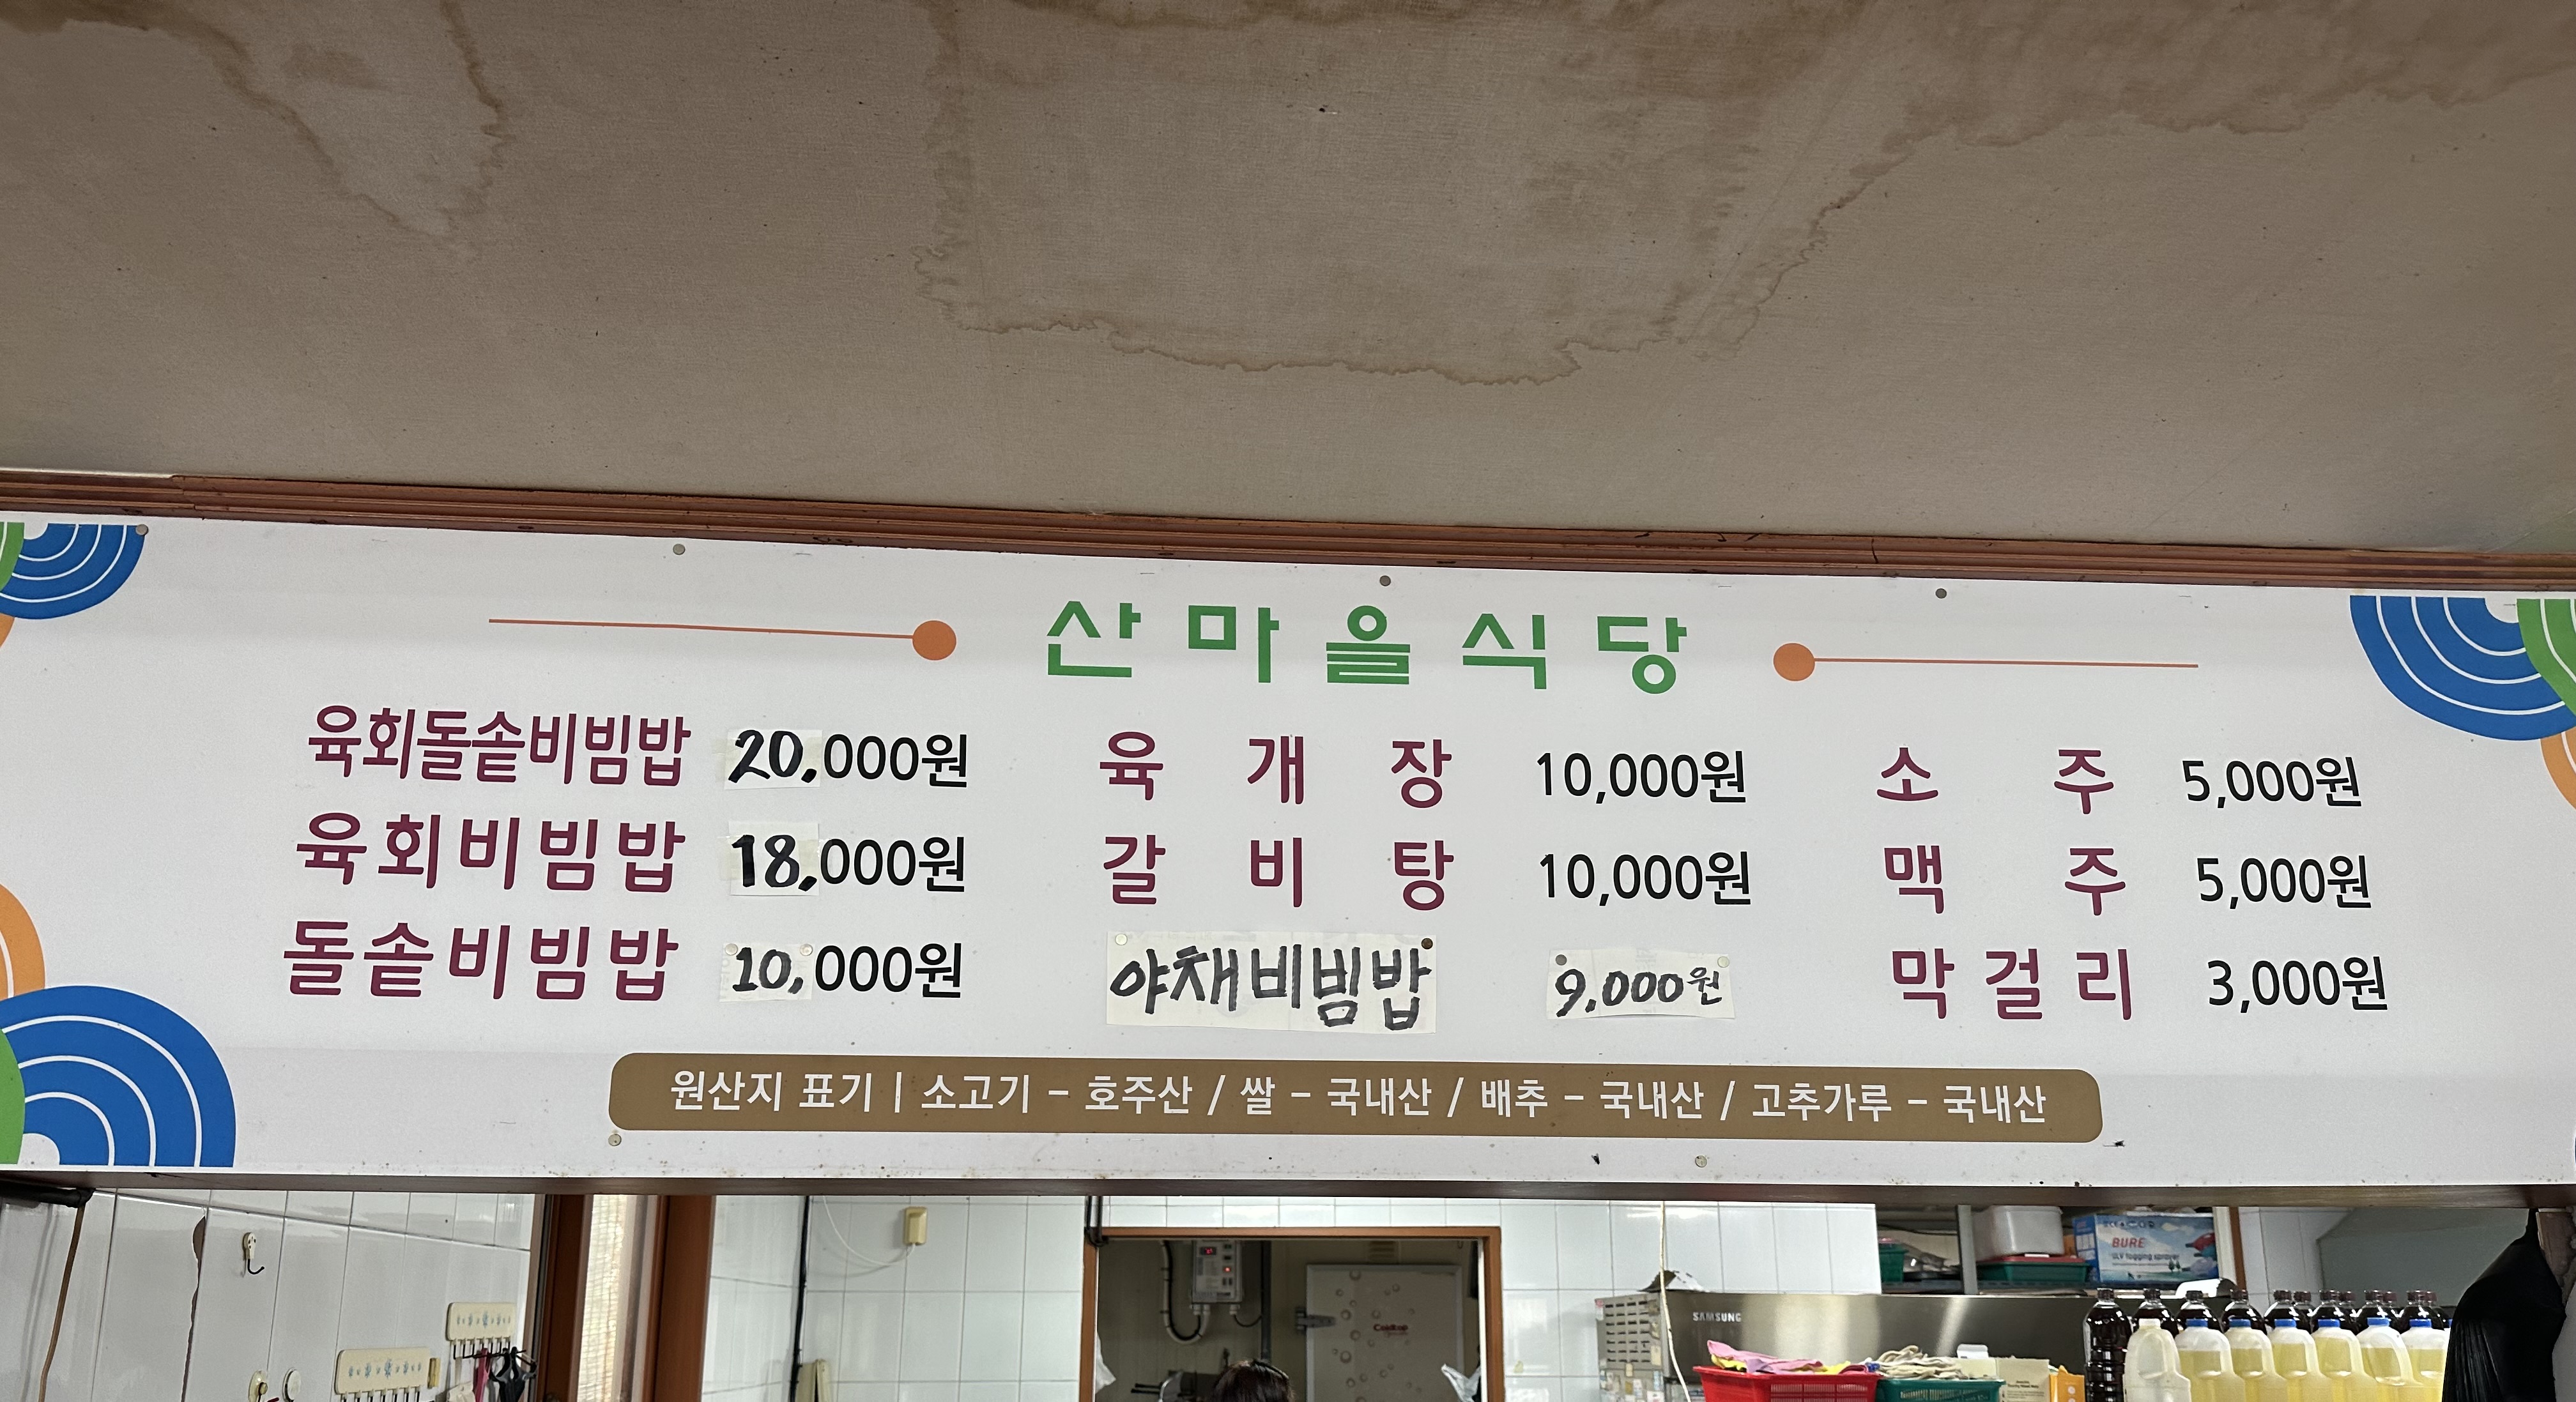 산마을식당
육회돌솥비빔밥 20,000원
육회비빔밥 18,000원
돌솥비빔밥 10,000원
육개장 10,000원
갈비탕 10,000원
야채비빔밥 9,000원
소주 5,000원
맥주 5,000원
막걸리 3,000원
원산지 표기 | 소고기 - 호주산 / 쌀 - 국내산 / 배추 - 국내산 / 고추가루 - 국내산
BURE
ULV fogging sprayer
SAMSUNG